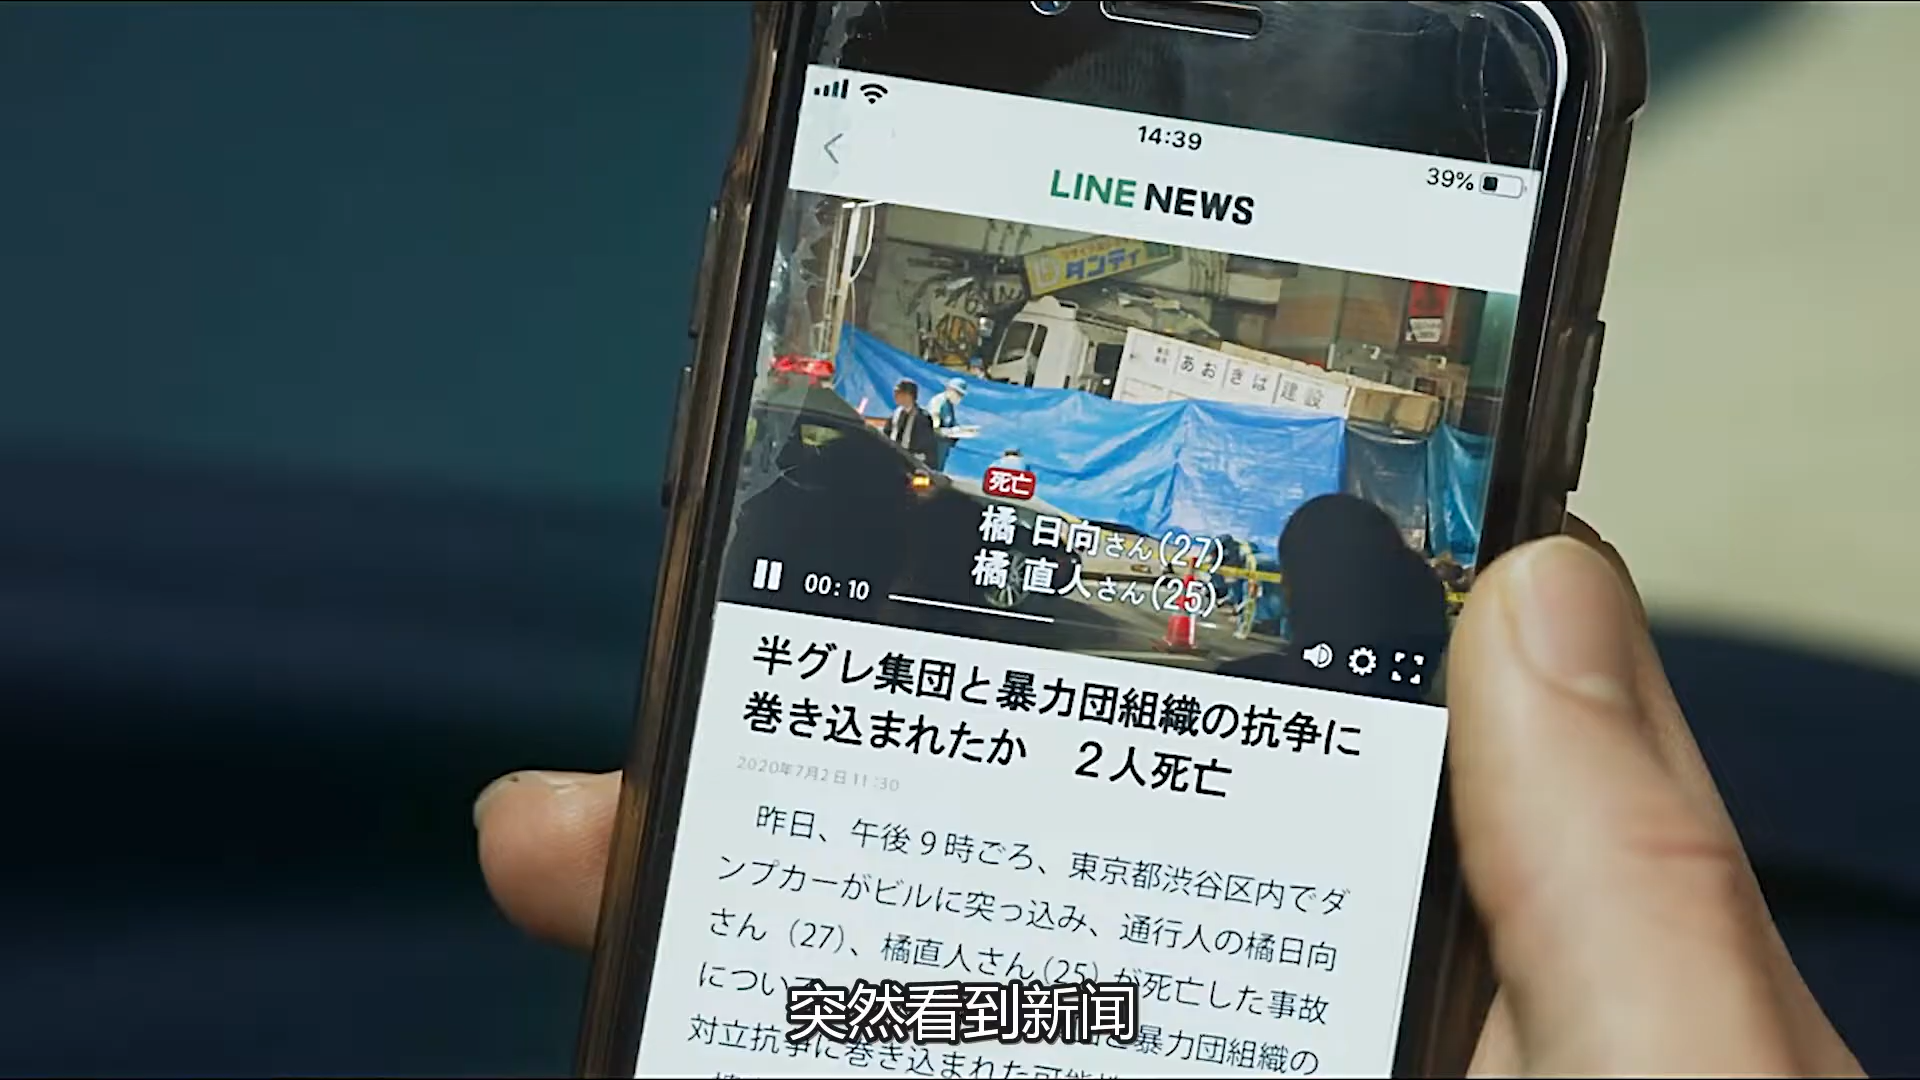 14:39
39%
LINE NEWS
ダンディ
あおきば建設
死亡
橘 日向さん(27)
橘 直人さん(25)
00:10
半グレ集団と暴力団組織の抗争に
巻き込まれたか　2人死亡
2020年7月2日 11:30
昨日、午後9時ごろ、東京都渋谷区内でダ
ンプカーがビルに突っ込み、通行人の橘日向
さん（27）、橘直人さん（25）が死亡した事故
につい
暴力団組織の
対立抗争に巻き込まれた可能
突然看到新闻